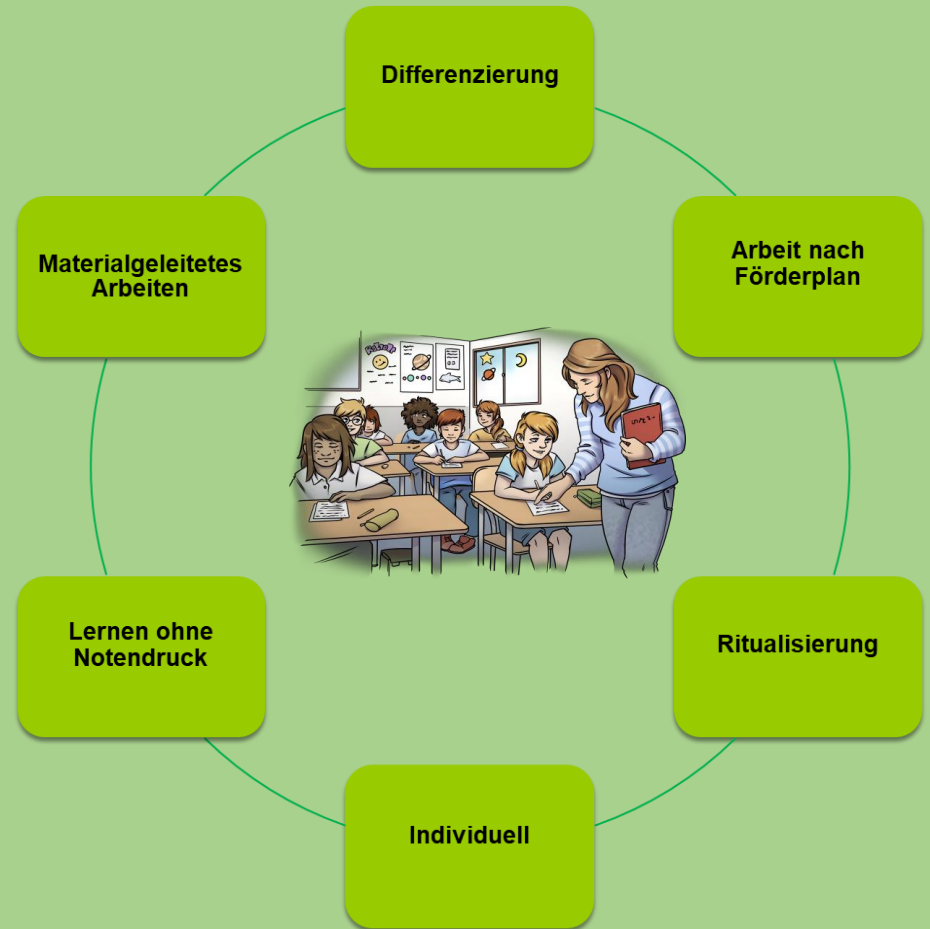 Differenzierung
Arbeit nach
Förderplan
Ritualisierung
Individuell
Lernen ohne
Notendruck
Materialgeleitetes
Arbeiten